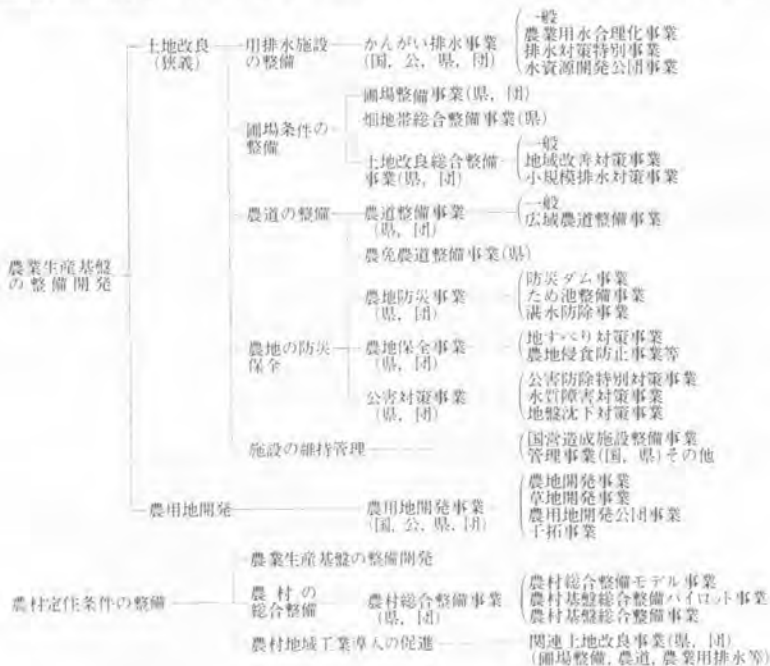 農業生産基盤
の整備開発
土地改良
(狭義)
用排水施設
の整備
かんがい排水事業
(国, 公, 県, 団)
一般
農業用水合理化事業
排水対策特別事業
水資源開発公団事業
圃場条件の
整備
圃場整備事業(県, 団)
畑地帯総合整備事業(県)
土地改良総合整備
事業(県, 団)
一般
地域改善対策事業
小規模排水対策事業
農道の整備
農道整備事業
(県, 団)
一般
広域農道整備事業
農免農道整備事業(県)
農地の防災
保全
農地防災事業
(県, 団)
防災ダム事業
ため池整備事業
湛水防除事業
農地保全事業
(県, 団)
地すべり対策事業
農地侵食防止事業等
公害対策事業
(県, 団)
公害防除特別対策事業
水質障害対策事業
地盤沈下対策事業
施設の維持管理
国営造成施設整備事業
管理事業(国, 県)その他
農用地開発
農用地開発事業
(国, 公, 県, 団)
農地開発事業
草地開発事業
農用地開発公団事業
干拓事業
農村定住条件の整備
農業生産基盤の整備開発
農村の
総合整備
農村総合整備事業
(県, 団)
農村総合整備モデル事業
農村基盤総合整備パイロット事業
農村基盤総合整備事業
農村地域工業導入の促進
関連土地改良事業(県, 団)
(圃場整備, 農道, 農業用排水等)